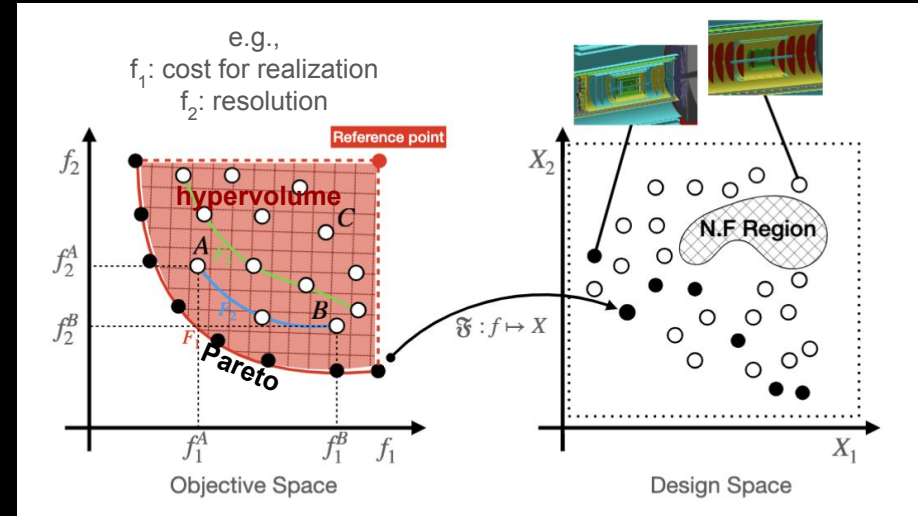 e.g.,
f₁: cost for realization
f₂: resolution
Reference point
f₂
hypervolume
C
A
F₃
f₂ᴬ
F₂
B
f₂ᴮ
F₁
Pareto
f₁ᴬ
f₁ᴮ
f₁
Objective Space
𝔉 : f ↦ X
X₂
N.F Region
X₁
Design Space